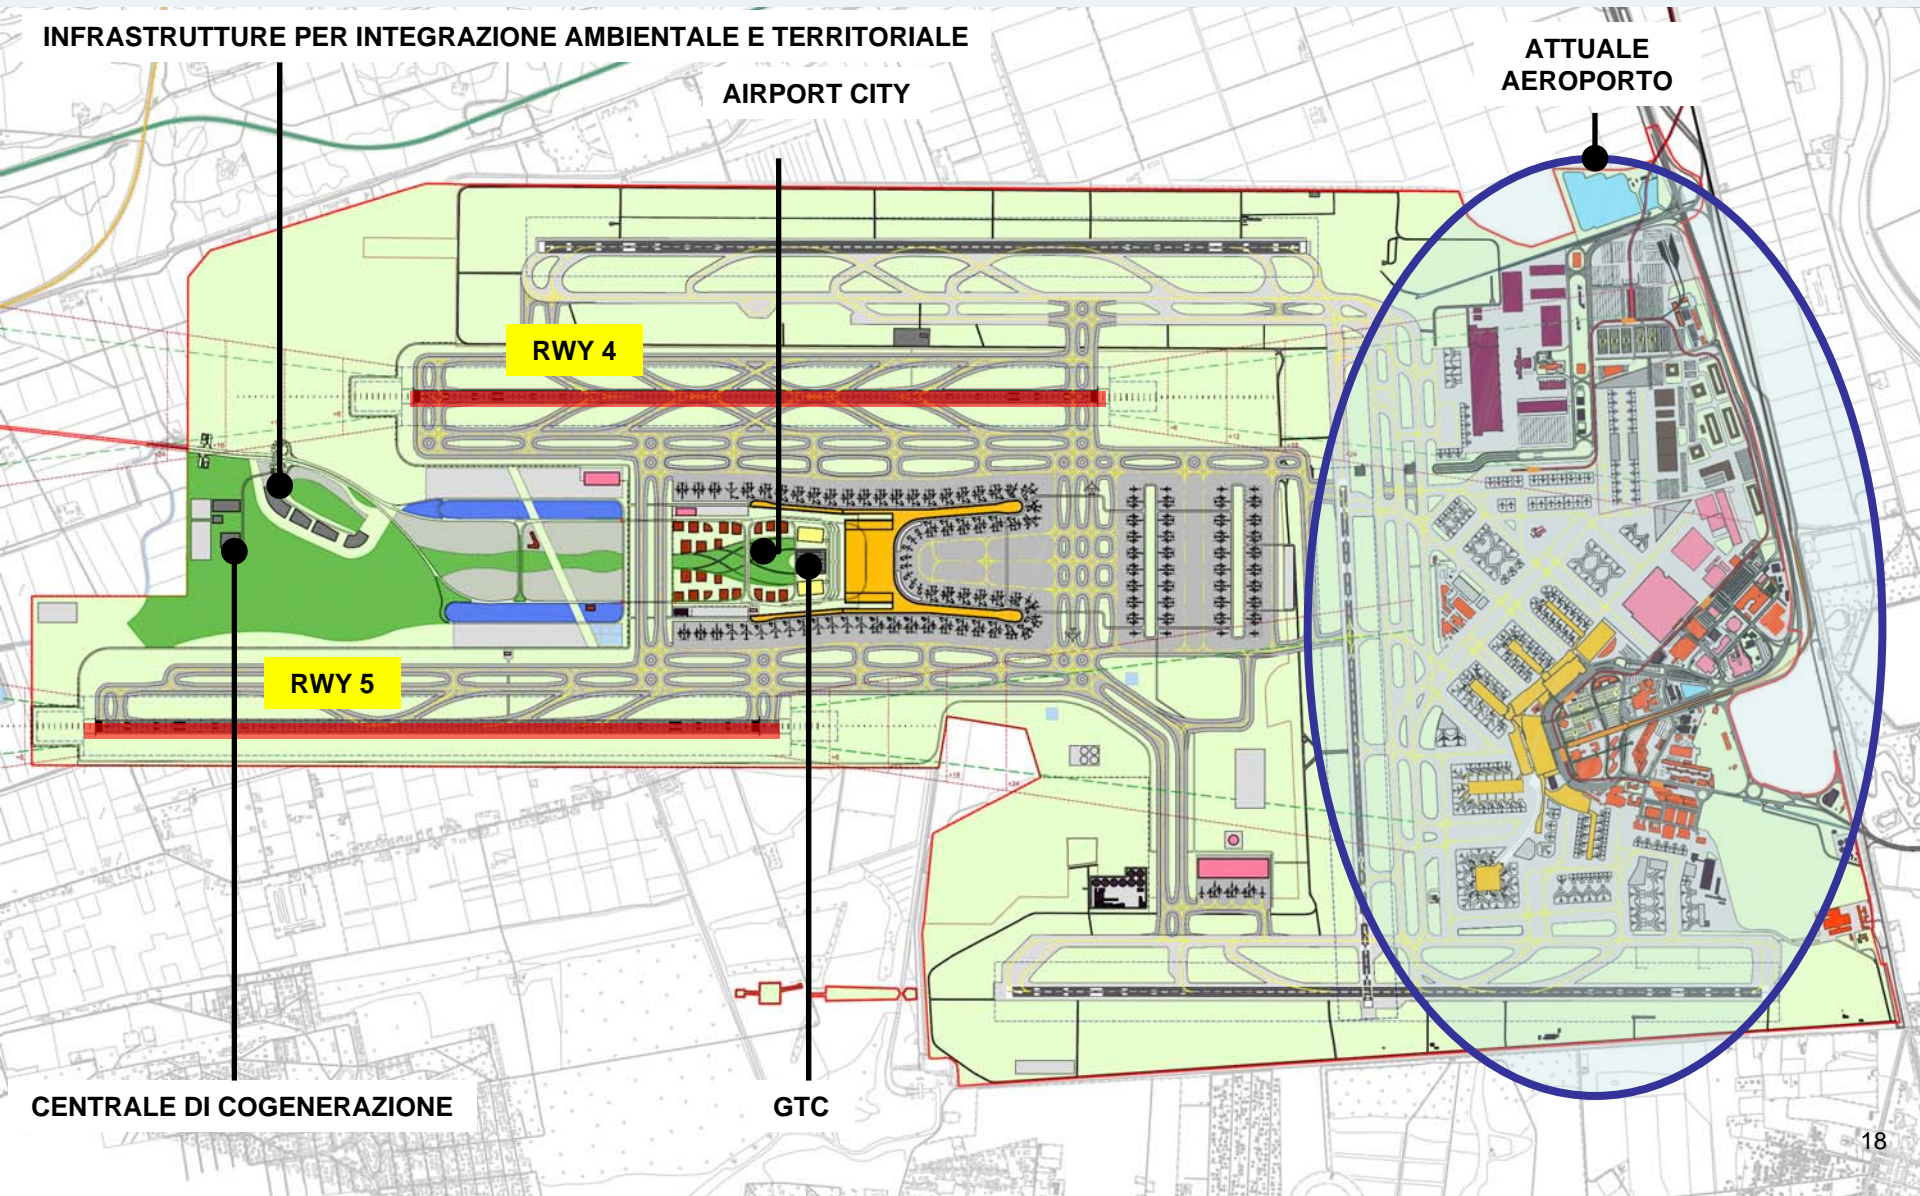 INFRASTRUTTURE PER INTEGRAZIONE AMBIENTALE E TERRITORIALE
AIRPORT CITY
ATTUALE
AEROPORTO
RWY 4
RWY 5
CENTRALE DI COGENERAZIONE
GTC
18